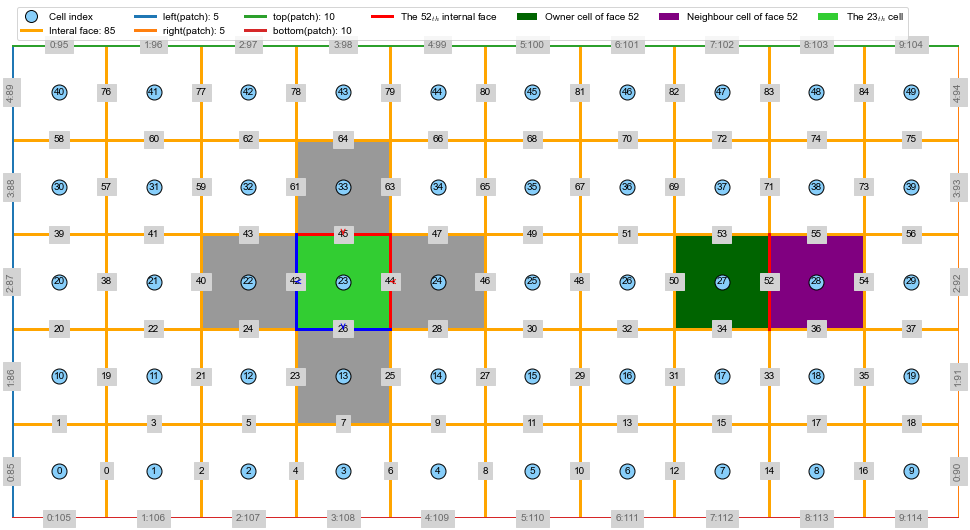 Cell index left(patch): 5 top(patch): 10 The 52th internal face Owner cell of face 52 Neighbour cell of face 52 The 23th cell
Interal face: 85 right(patch): 5 bottom(patch): 10
0:95 1:96 2:97 3:98 4:99 5:100 6:101 7:102 8:103 9:104
4:89 40 76 41 77 42 78 43 79 44 80 45 81 46 82 47 83 48 84 49 4:94
58 60 62 64 66 68 70 72 74 75
3:88 30 57 31 59 32 61 33 63 34 65 35 67 36 69 37 71 38 73 39 3:93
39 41 43 45 47 49 51 53 55 56
2:87 20 38 21 40 22 42 23 44 24 46 25 48 26 50 27 52 28 54 29 2:92
20 22 24 26 28 30 32 34 36 37
1:86 10 19 11 21 12 23 13 25 14 27 15 29 16 31 17 33 18 35 19 1:91
1 3 5 7 9 11 13 15 17 18
0:85 0 0 1 2 2 4 3 6 4 8 5 10 6 12 7 14 8 16 9 0:90
0:105 1:106 2:107 3:108 4:109 5:110 6:111 7:112 8:113 9:114